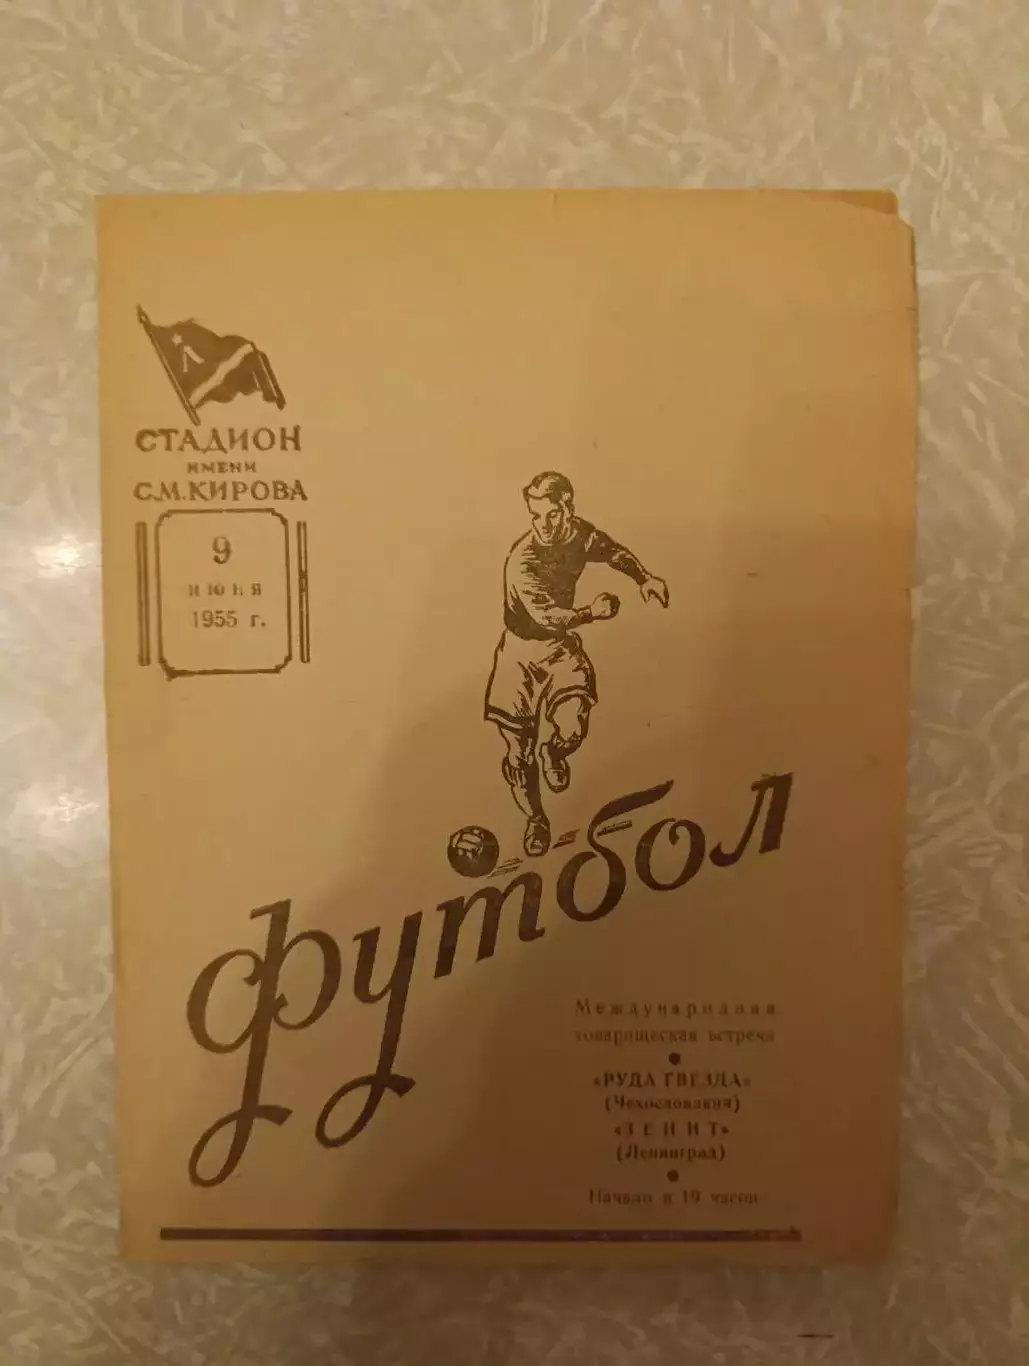 СТАДИОН
ИМЕНИ
С.М.КИРОВА
9
июня
1955 г.
Футбол
Международная
товарищеская встреча
«РУДА ГВЕЗДА»
(Чехословакия)
«ЗЕНИТ»
(Ленинград)
Начало в 19 часов